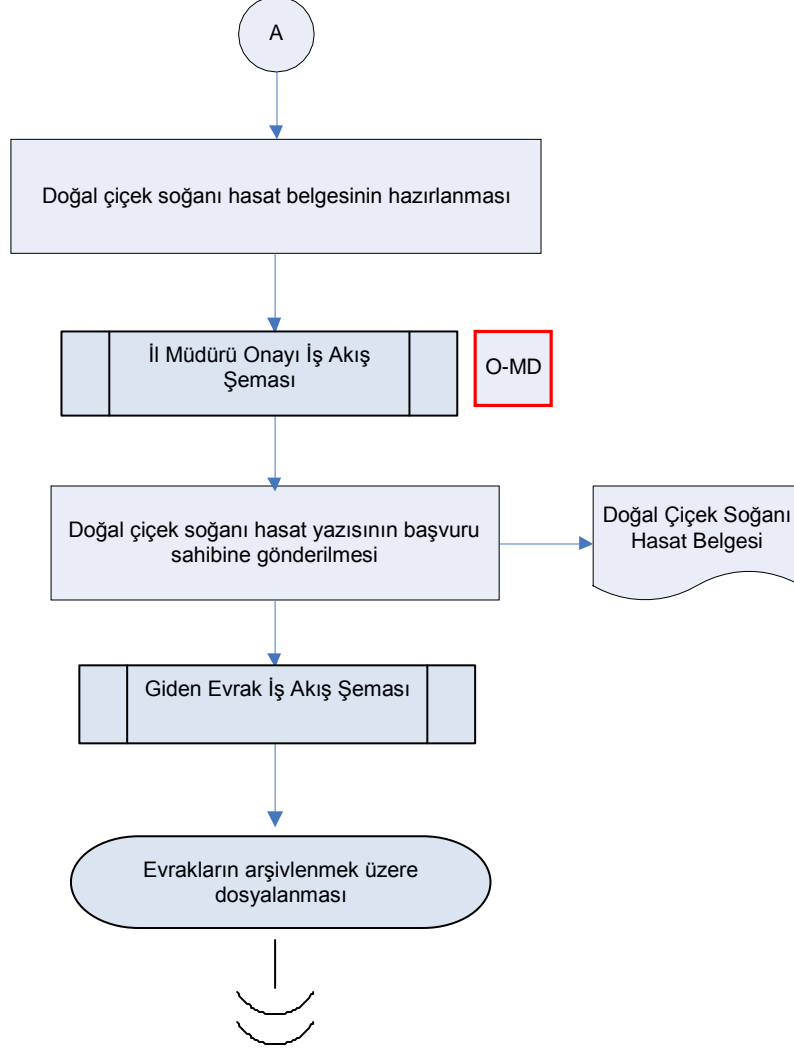 A
Doğal çiçek soğanı hasat belgesinin hazırlanması
İl Müdürü Onayı İş Akış
Şeması
O-MD
Doğal çiçek soğanı hasat yazısının başvuru
sahibine gönderilmesi
Doğal Çiçek Soğanı
Hasat Belgesi
Giden Evrak İş Akış Şeması
Evrakların arşivlenmek üzere
dosyalanması